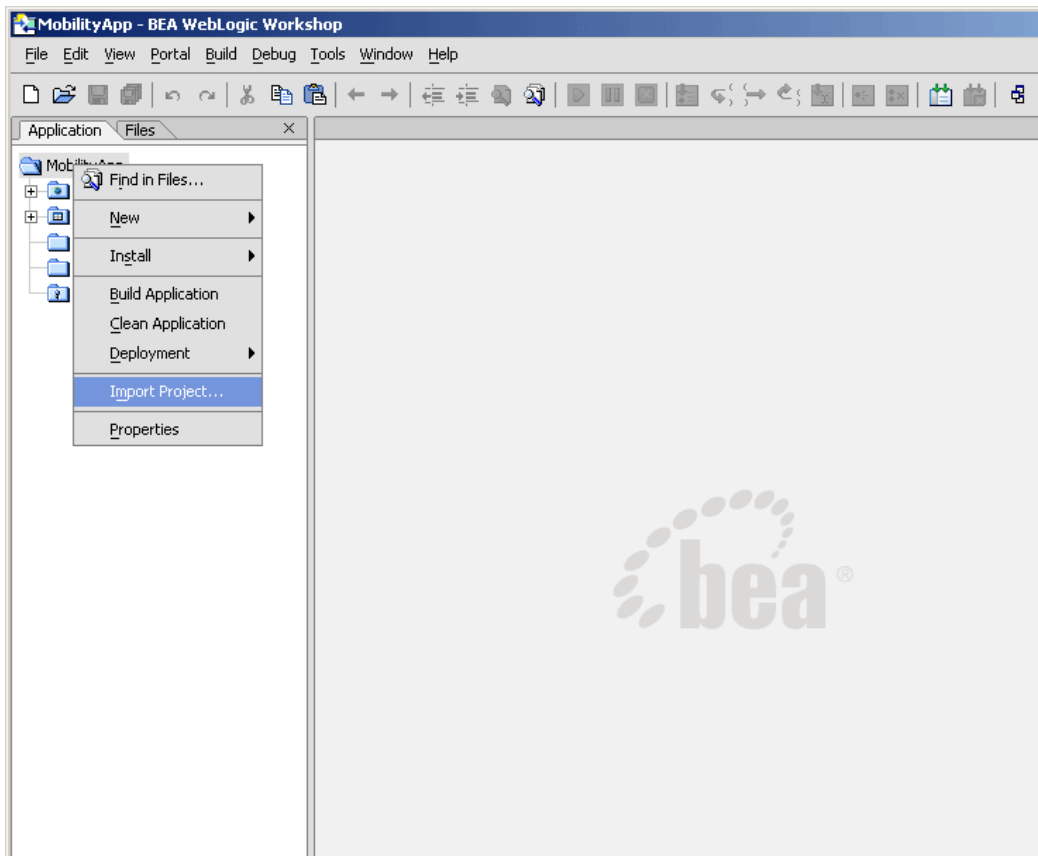 MobilityApp - BEA WebLogic Workshop
File Edit View Portal Build Debug Tools Window Help
Application Files
MobilityApp
Find in Files...
New
Install
Build Application
Clean Application
Deployment
Import Project...
Properties
bea®